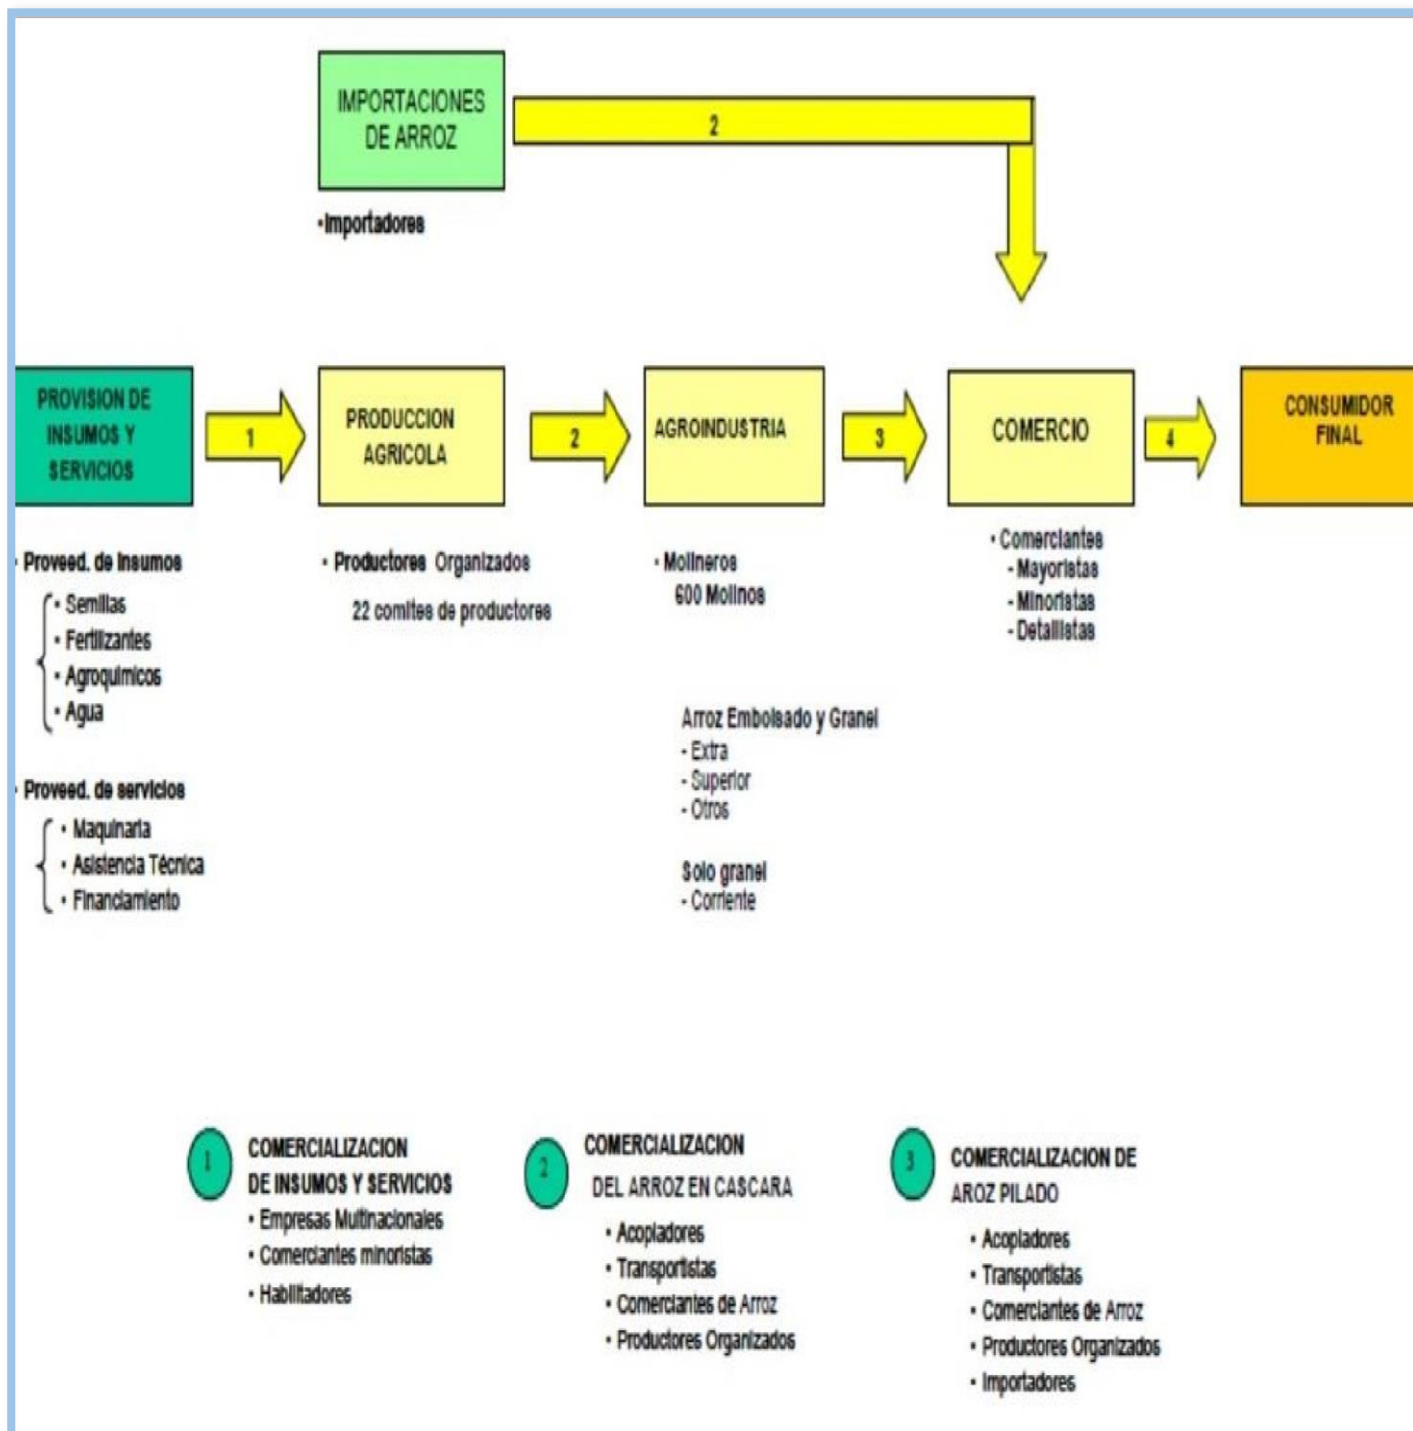 IMPORTACIONES
DE ARROZ
2
•Importadores
PROVISION DE
INSUMOS Y
SERVICIOS
1
PRODUCCION
AGRICOLA
2
AGROINDUSTRIA
3
COMERCIO
4
CONSUMIDOR
FINAL
• Proveed. de Insumos
• Semillas
• Fertilizantes
• Agroquímicos
• Agua
• Proveed. de servicios
• Maquinaria
• Asistencia Técnica
• Financiamiento
• Productores Organizados
22 comites de productores
• Molineros
600 Molinos
Arroz Embolsado y Granel
- Extra
- Superior
- Otros
Solo granel
- Corriente
• Comerciantes
- Mayoristas
- Minoristas
- Detallistas
1
COMERCIALIZACION
DE INSUMOS Y SERVICIOS
• Empresas Multinacionales
• Comerciantes minoristas
• Habilitadores
2
COMERCIALIZACION
DEL ARROZ EN CASCARA
• Acopladores
• Transportistas
• Comerciantes de Arroz
• Productores Organizados
3
COMERCIALIZACION DE
AROZ PILADO
• Acopladores
• Transportistas
• Comerciantes de Arroz
• Productores Organizados
• Importadores